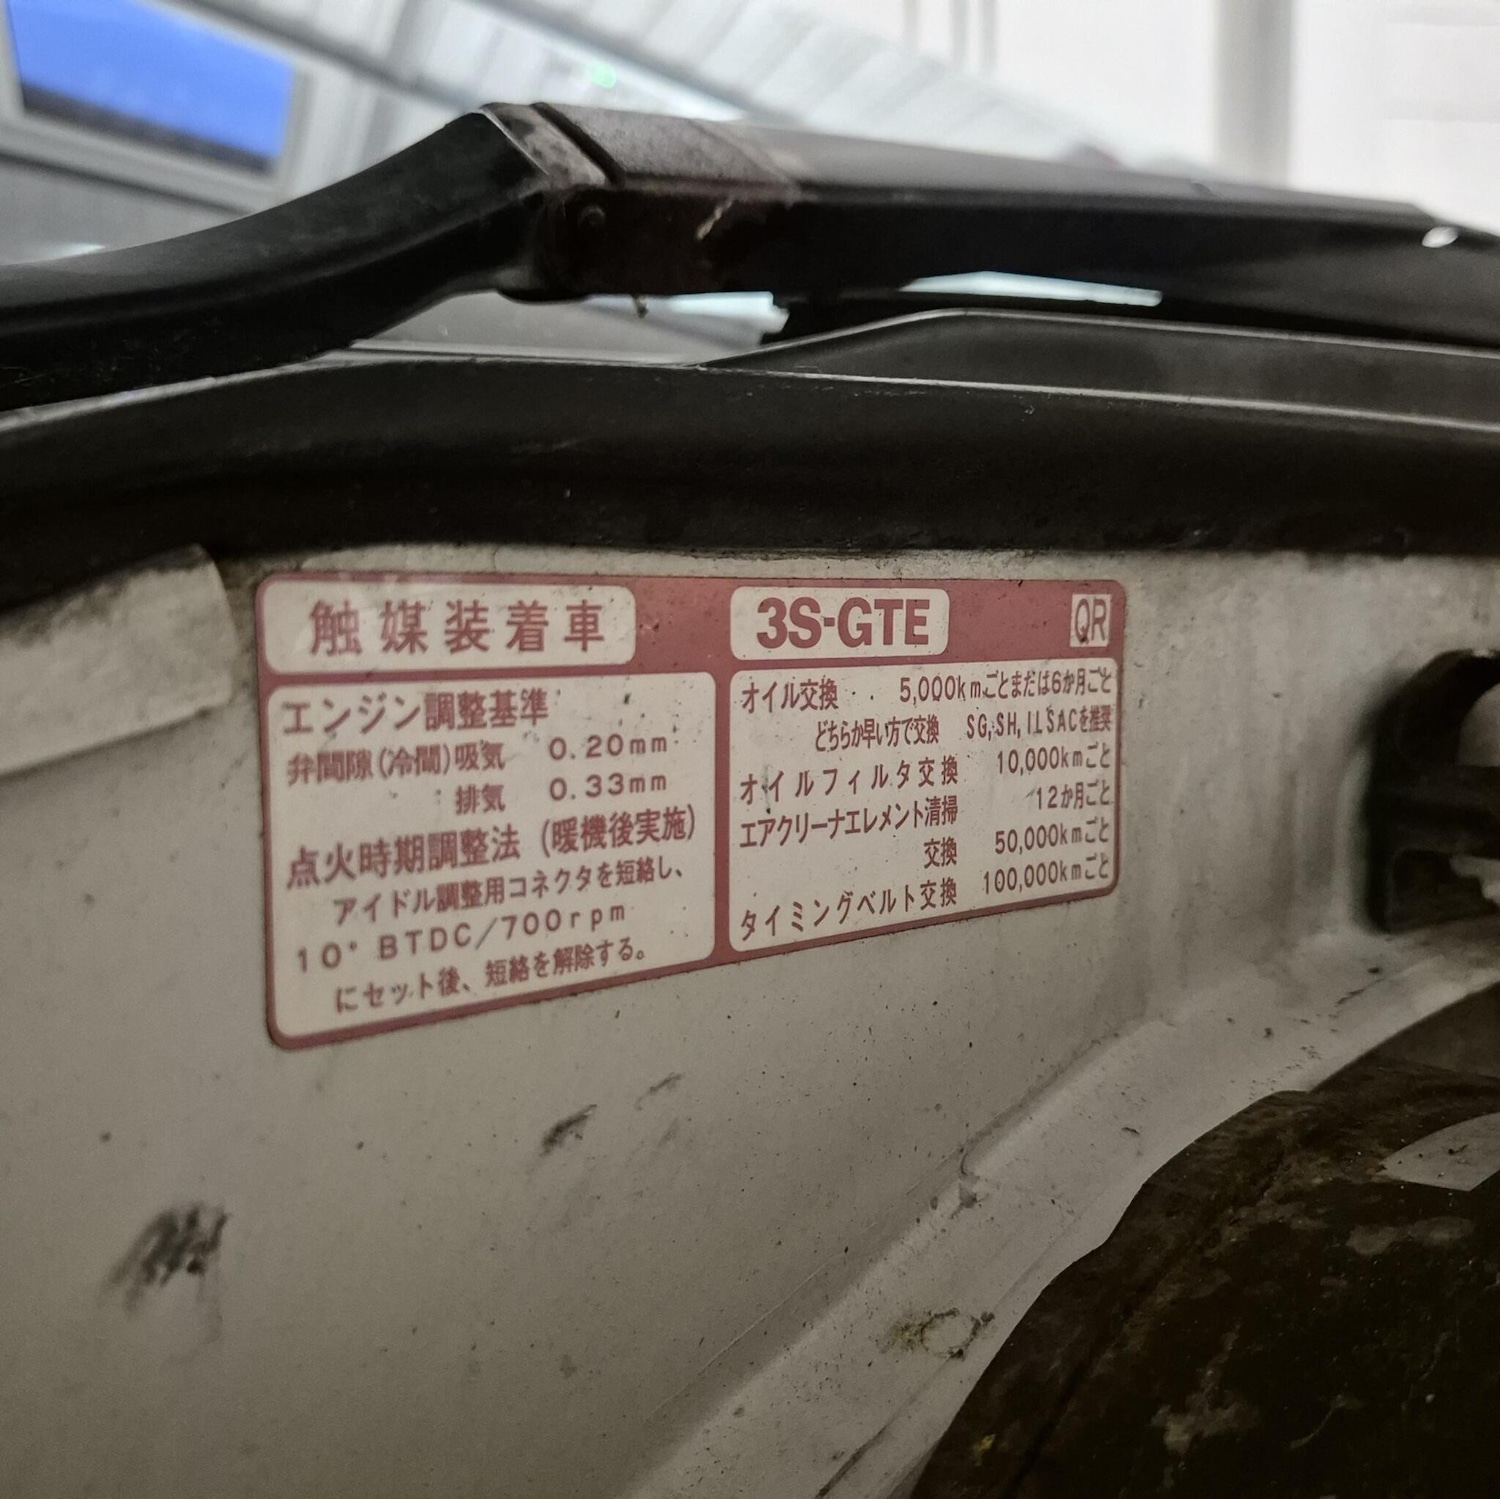 触媒装着車
エンジン調整基準
弁間隙(冷間)吸気 0.20mm
排気 0.33mm
点火時期調整法 (暖機後実施)
アイドル調整用コネクタを短絡し、
10° BTDC/700rpm
にセット後、短絡を解除する。
3S-GTE
QR
オイル交換・・5,000kmごとまたは6か月ごと
どちらか早い方で交換 SG,SH,ILSACを推奨
オイルフィルタ交換 10,000kmごと
エアクリーナエレメント清掃 12か月ごと
交換 50,000kmごと
タイミングベルト交換 100,000kmごと